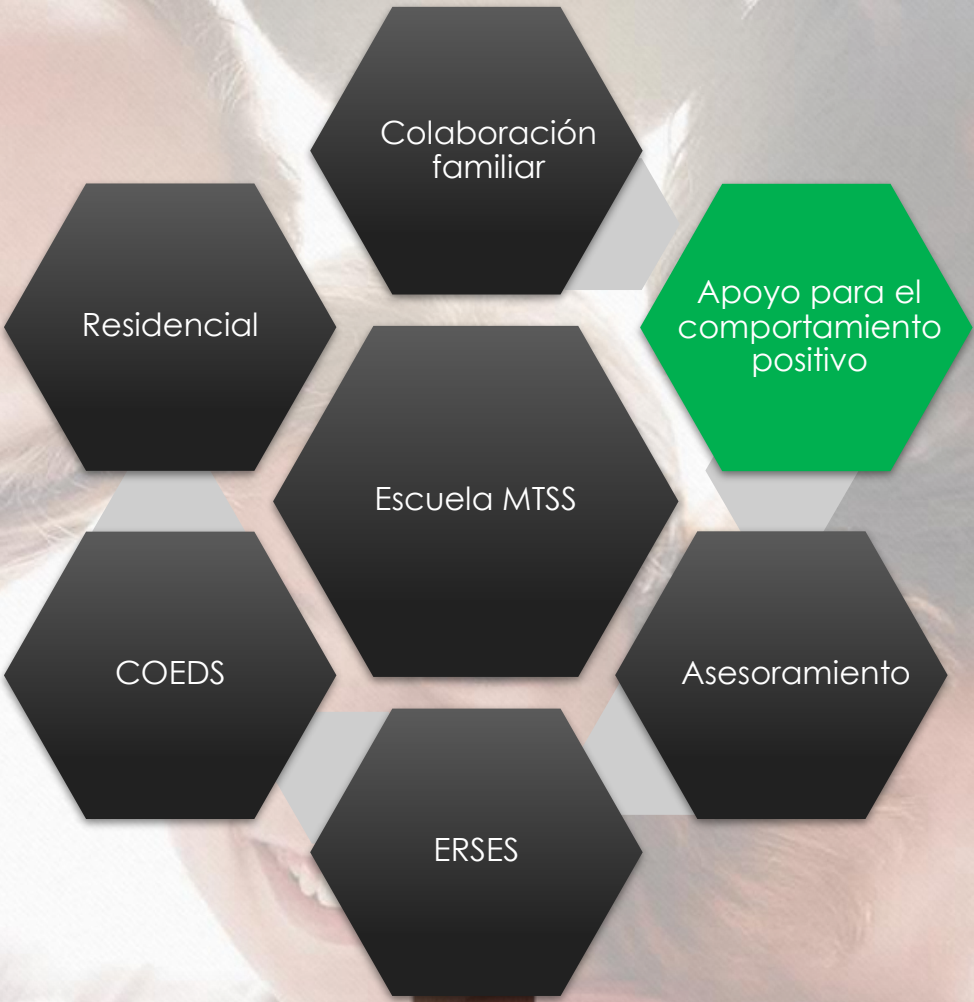 Colaboración
familiar
Apoyo para el
comportamiento
positivo
Residencial
Escuela MTSS
Asesoramiento
COEDS
ERSES